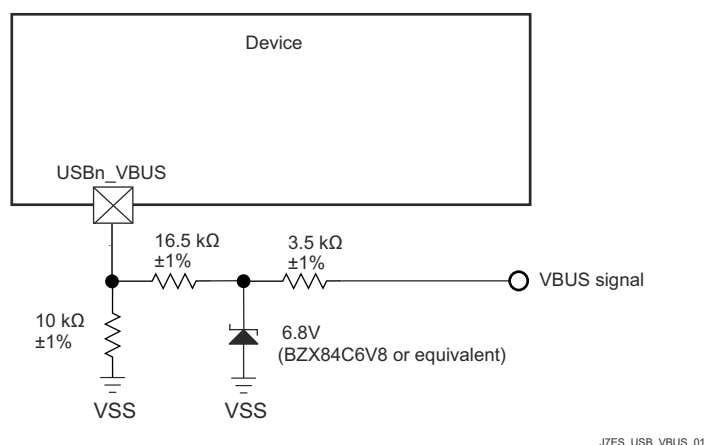 Device
USBn_VBUS
16.5 kΩ
±1%
3.5 kΩ
±1%
VBUS signal
10 kΩ
±1%
6.8V
(BZX84C6V8 or equivalent)
VSS
VSS
J7ES_USB_VBUS_01